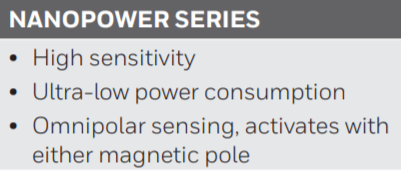 NANOPOWER SERIES
• High sensitivity
• Ultra-low power consumption
• Omnipolar sensing, activates with
either magnetic pole